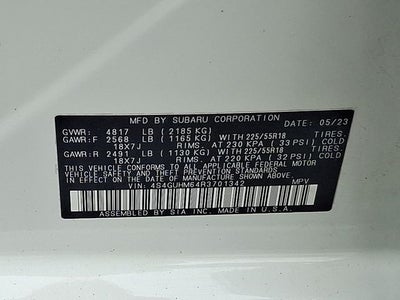 MFD BY SUBARU CORPORATION DATE: 05/23
GVWR: 4817 LB (2185 KG)
GAWR:F 2568 LB (1165 KG) WITH 225/55R18 TIRES.
18X7J RIMS. AT 230 KPA (33 PSI) COLD
GAWR:R 2491 LB (1130 KG) WITH 225/55R18 TIRES.
18X7J RIMS. AT 220 KPA (32 PSI) COLD
THIS VEHICLE CONFORMS TO ALL APPLICABLE FEDERAL MOTOR
VEHICLE SAFETY, BUMPER, AND THEFT PREVENTION STANDARDS IN
EFFECT ON THE DATE OF MANUFACTURE SHOWN ABOVE.
VIN: 4S4GUHM64R3701342 MPV
ASSEMBLED BY SIA INC. MADE IN U.S.A.